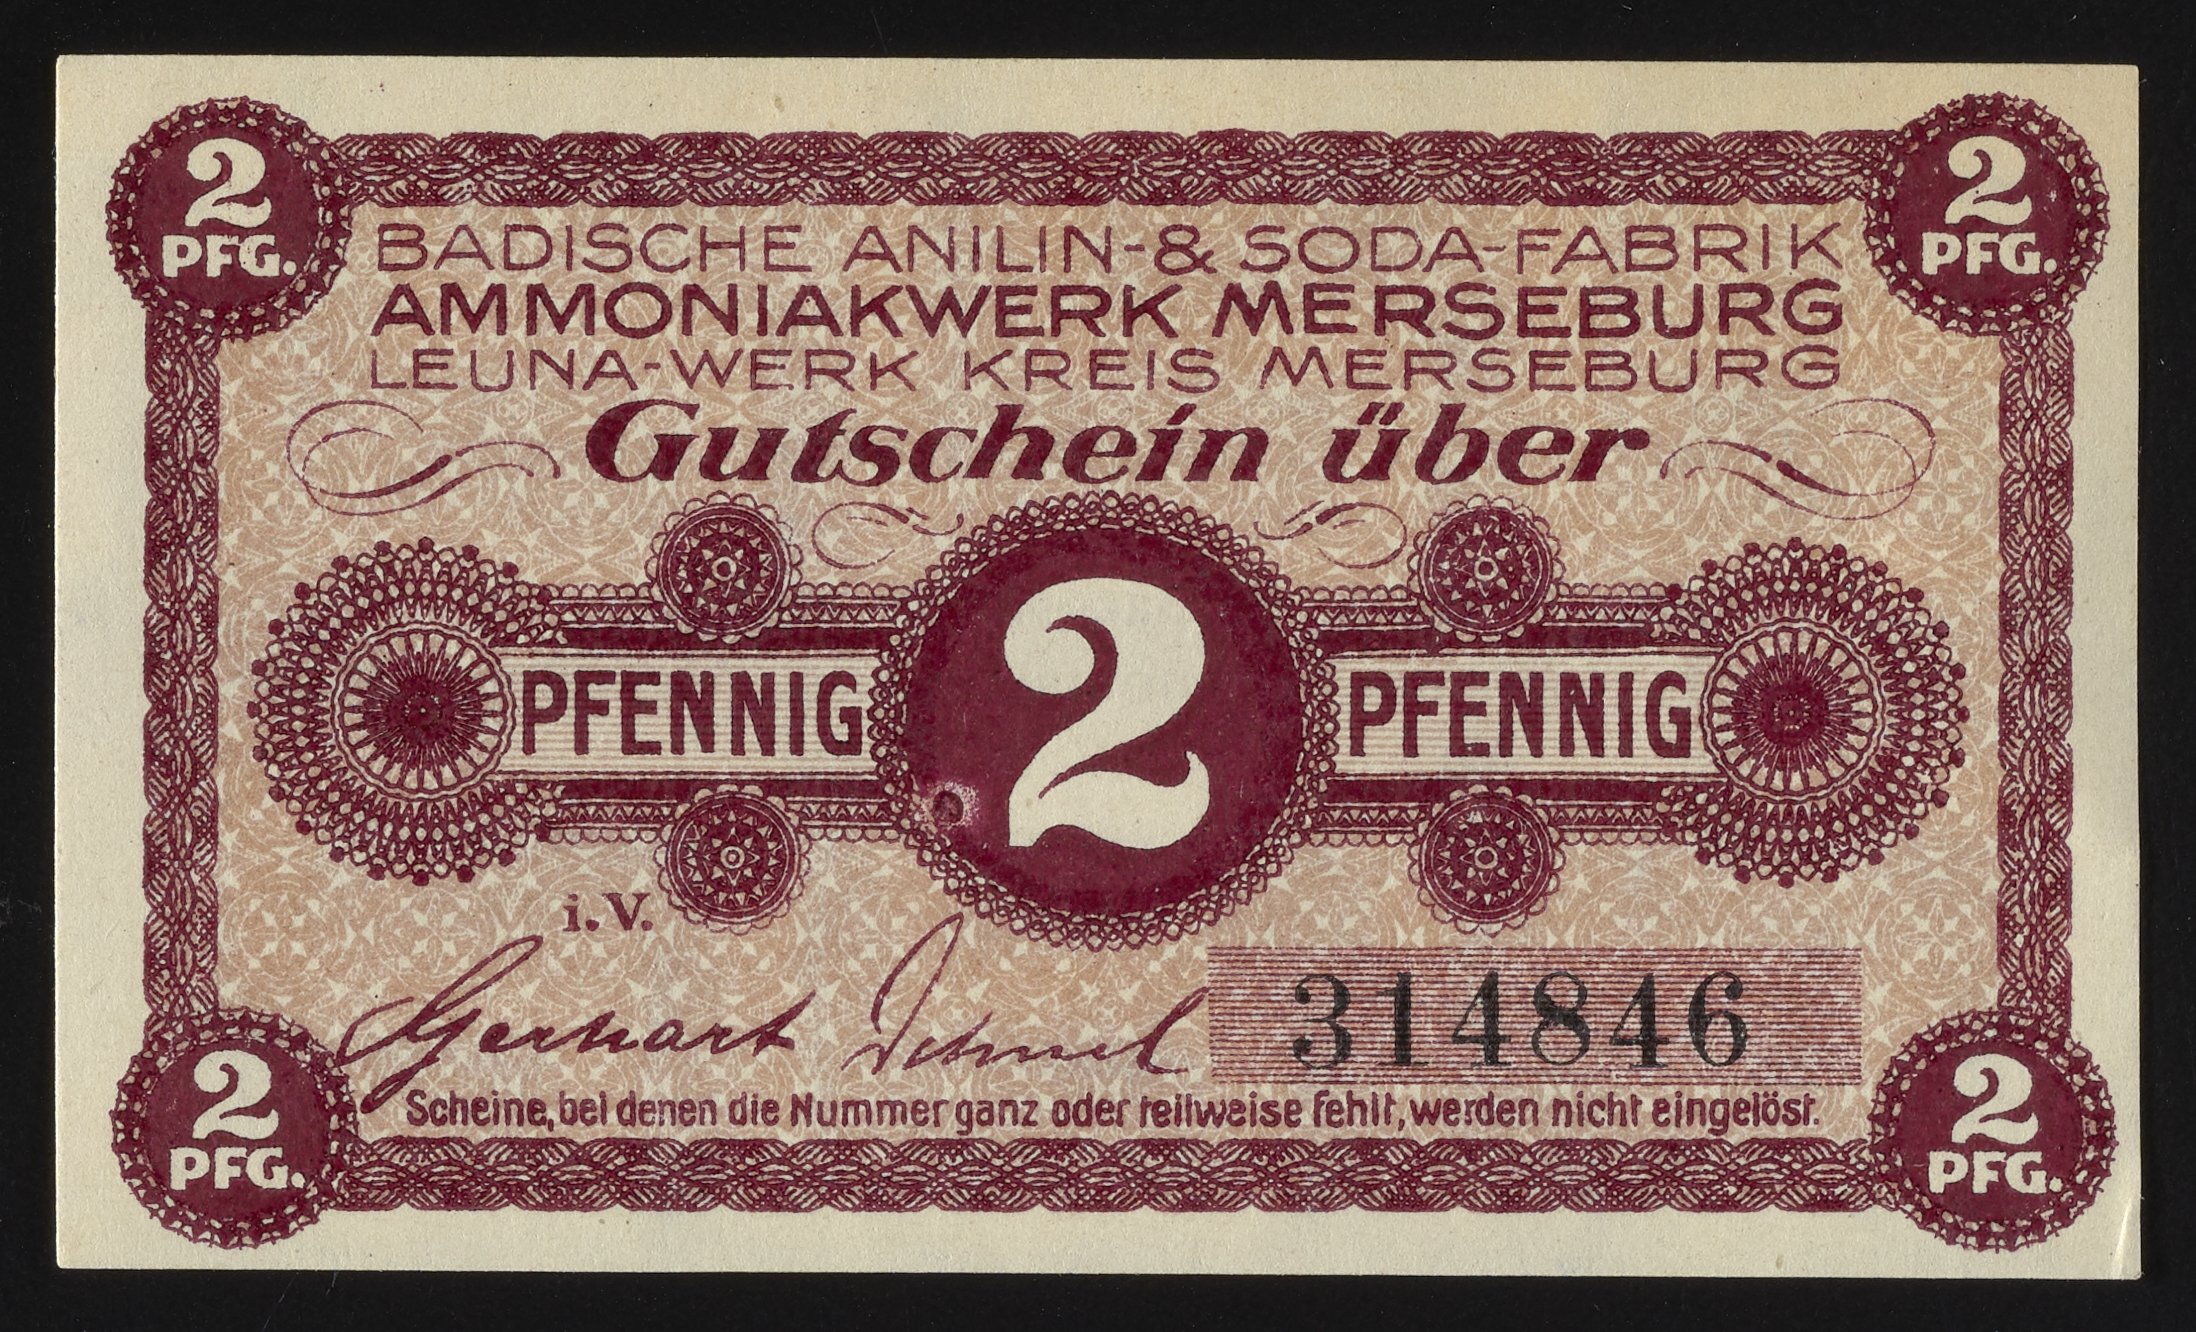 2 PFG.
2 PFG.
BADISCHE ANILIN-& SODA-FABRIK
AMMONIAKWERK MERSEBURG
LEUNA-WERK KREIS MERSEBURG
Gutschein über
PFENNIG 2 PFENNIG
i.V.
Gerhart
314846
Scheine, bei denen die Nummer ganz oder teilweise fehlt, werden nicht eingelöst.
2 PFG.
2 PFG.